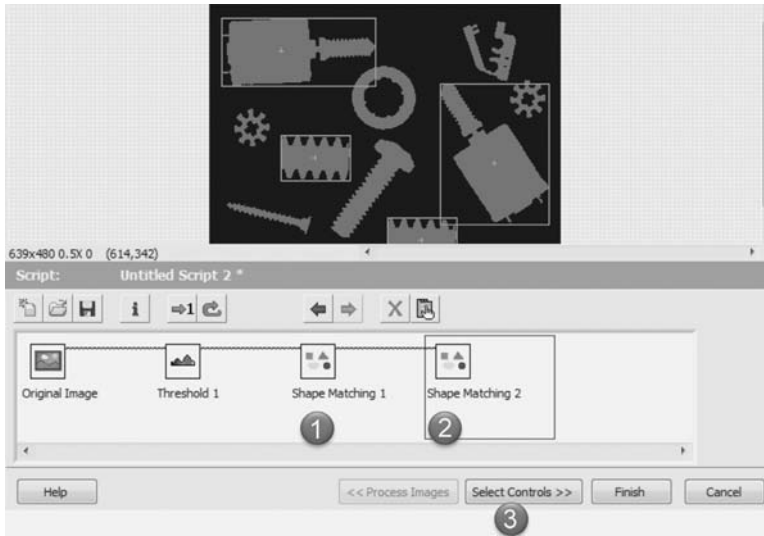 639x480 0.5X 0 (614,342)
Script: Untitled Script 2 *
i ⇒1
Original Image Threshold 1 Shape Matching 1 Shape Matching 2
1 2
Help << Process Images Select Controls >> Finish Cancel
3